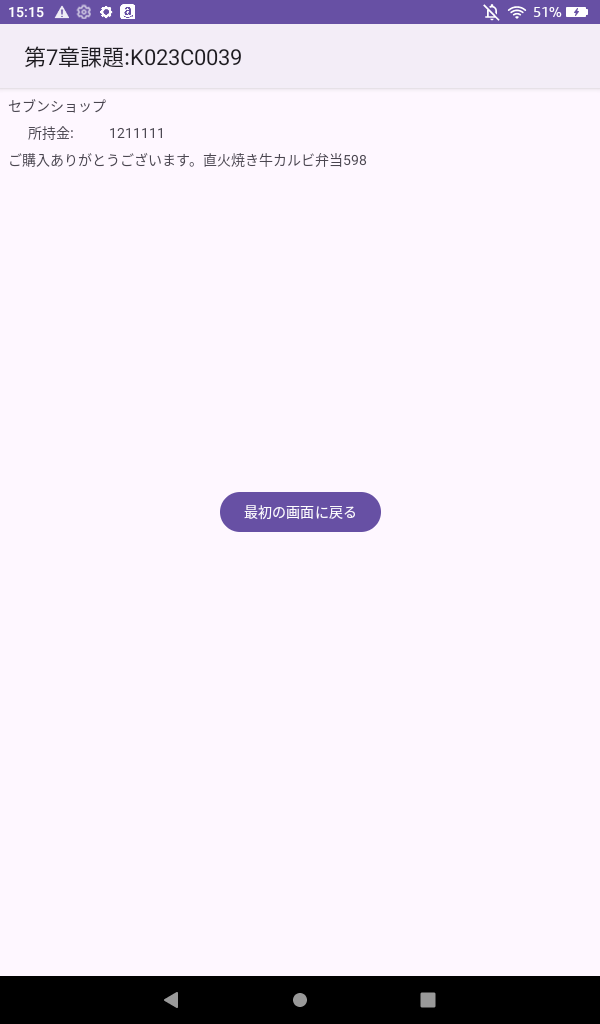 15:15 a 51%
第7章課題:K023C0039
セブンショップ
所持金: 1211111
ご購入ありがとうございます。直火焼き牛カルビ弁当598
最初の画面に戻る